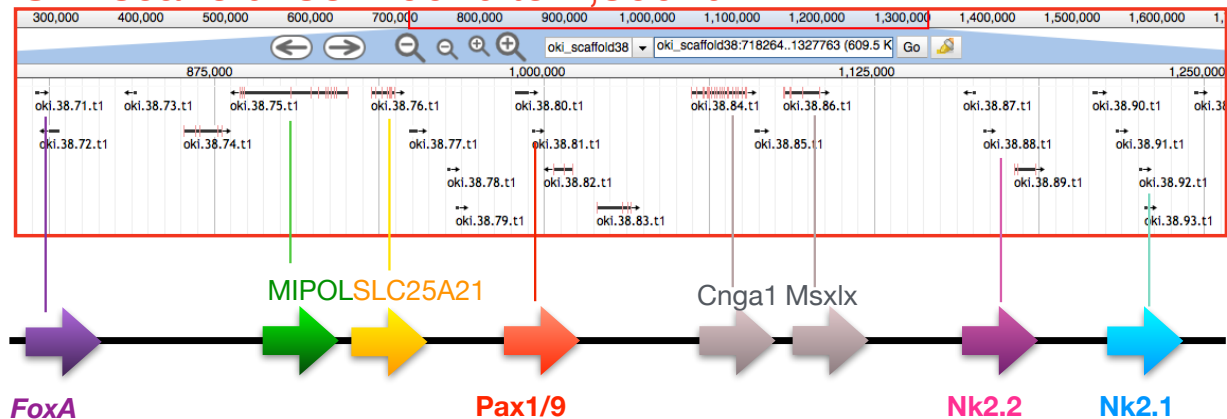 300,000 400,000 500,000 600,000 700,000 800,000 900,000 1,000,000 1,100,000 1,200,000 1,300,000 1,400,000 1,500,000 1,600,000 1,
oki_scaffold38 oki_scaffold38:718264..1327763 (609.5 K Go
875,000 1,000,000 1,125,000 1,250,000
oki.38.71.t1 oki.38.73.t1 oki.38.75.t1 oki.38.76.t1 oki.38.80.t1 oki.38.84.t1 oki.38.86.t1 oki.38.87.t1 oki.38.90.t1 oki.38
oki.38.72.t1 oki.38.74.t1 oki.38.77.t1 oki.38.81.t1 oki.38.85.t1 oki.38.88.t1 oki.38.91.t1
oki.38.78.t1 oki.38.82.t1 oki.38.89.t1 oki.38.92.t1
oki.38.79.t1 oki.38.83.t1 oki.38.93.t1
MIPOL SLC25A21 Cnga1 Msxlx
FoxA Pax1/9 Nk2.2 Nk2.1